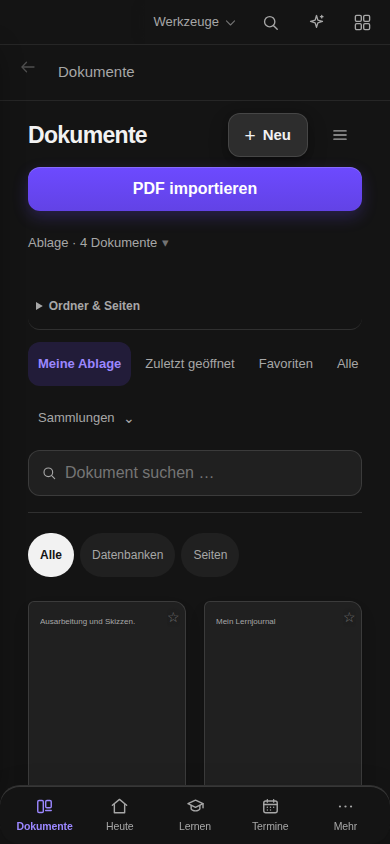 Werkzeuge
Dokumente
Dokumente
+ Neu
PDF importieren
Ablage · 4 Dokumente ▾
▶ Ordner & Seiten
Meine Ablage Zuletzt geöffnet Favoriten Alle
Sammlungen
Dokument suchen …
Alle Datenbanken Seiten
Ausarbeitung und Skizzen. Mein Lernjournal
Dokumente Heute Lernen Termine Mehr